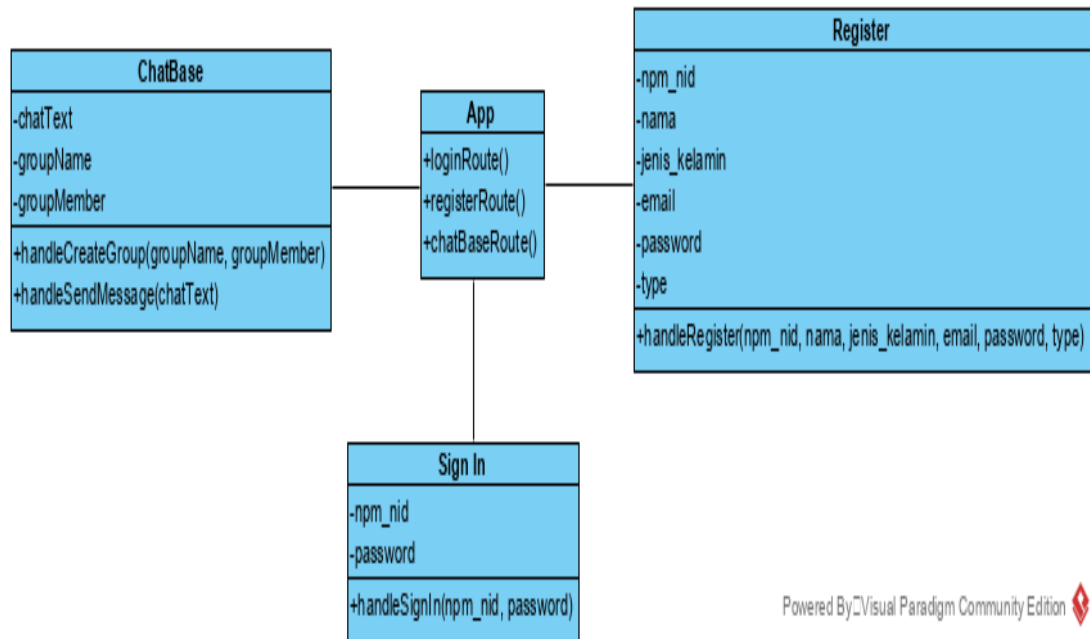 ChatBase
-chatText
-groupName
-groupMember
+handleCreateGroup(groupName, groupMember)
+handleSendMessage(chatText)
App
+loginRoute()
+registerRoute()
+chatBaseRoute()
Register
-npm_nid
-nama
-jenis_kelamin
-email
-password
-type
+handleRegister(npm_nid, nama, jenis_kelamin, email, password, type)
Sign In
-npm_nid
-password
+handleSignIn(npm_nid, password)
Powered By Visual Paradigm Community Edition